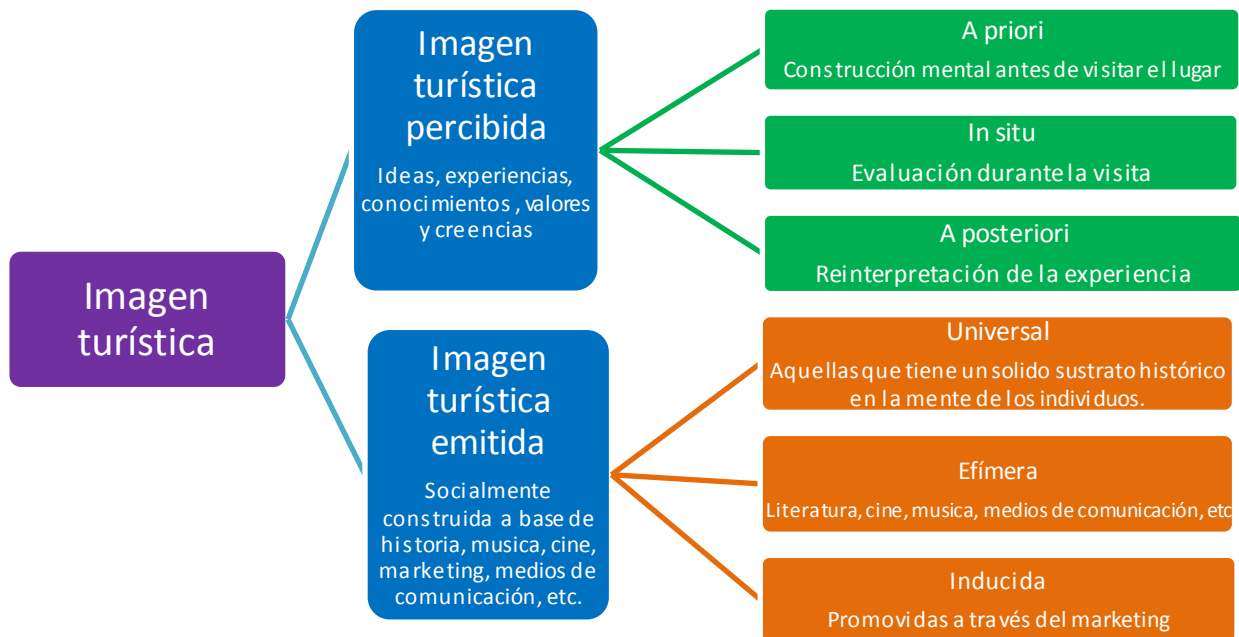 Imagen
turística
Imagen
turística
percibida
Ideas, experiencias,
conocimientos , valores
y creencias
A priori
Construcción mental antes de visitar el lugar
In situ
Evaluación durante la visita
A posteriori
Reinterpretación de la experiencia
Imagen
turística
emitida
Socialmente
construida a base de
historia, musica, cine,
marketing, medios de
comunicación, etc.
Universal
Aquellas que tiene un solido sustrato histórico
en la mente de los individuos.
Efímera
Literatura, cine, musica, medios de comunicación, etc
Inducida
Promovidas a través del marketing